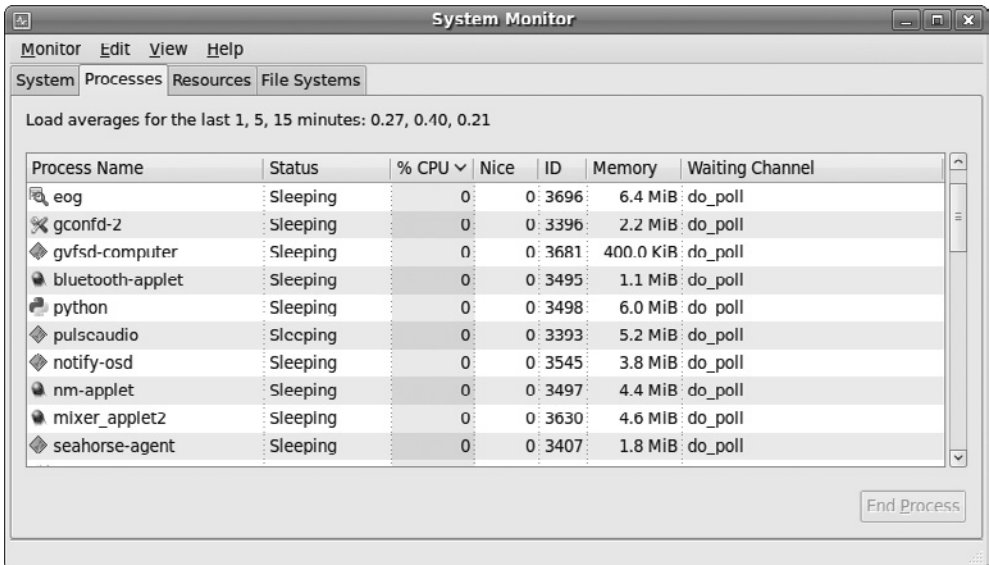 System Monitor
Monitor Edit View Help
System Processes Resources File Systems
Load averages for the last 1, 5, 15 minutes: 0.27, 0.40, 0.21
Process Name Status % CPU Nice ID Memory Waiting Channel
eog Sleeping 0 0 3696 6.4 MiB do_poll
gconfd-2 Sleeping 0 0 3396 2.2 MiB do_poll
gvfsd-computer Sleeping 0 0 3681 400.0 KiB do_poll
bluetooth-applet Sleeping 0 0 3495 1.1 MiB do_poll
python Sleeping 0 0 3498 6.0 MiB do_poll
pulseaudio Sleeping 0 0 3393 5.2 MiB do_poll
notify-osd Sleeping 0 0 3545 3.8 MiB do_poll
nm-applet Sleeping 0 0 3497 4.4 MiB do_poll
mixer_applet2 Sleeping 0 0 3630 4.6 MiB do_poll
seahorse-agent Sleeping 0 0 3407 1.8 MiB do_poll
End Process